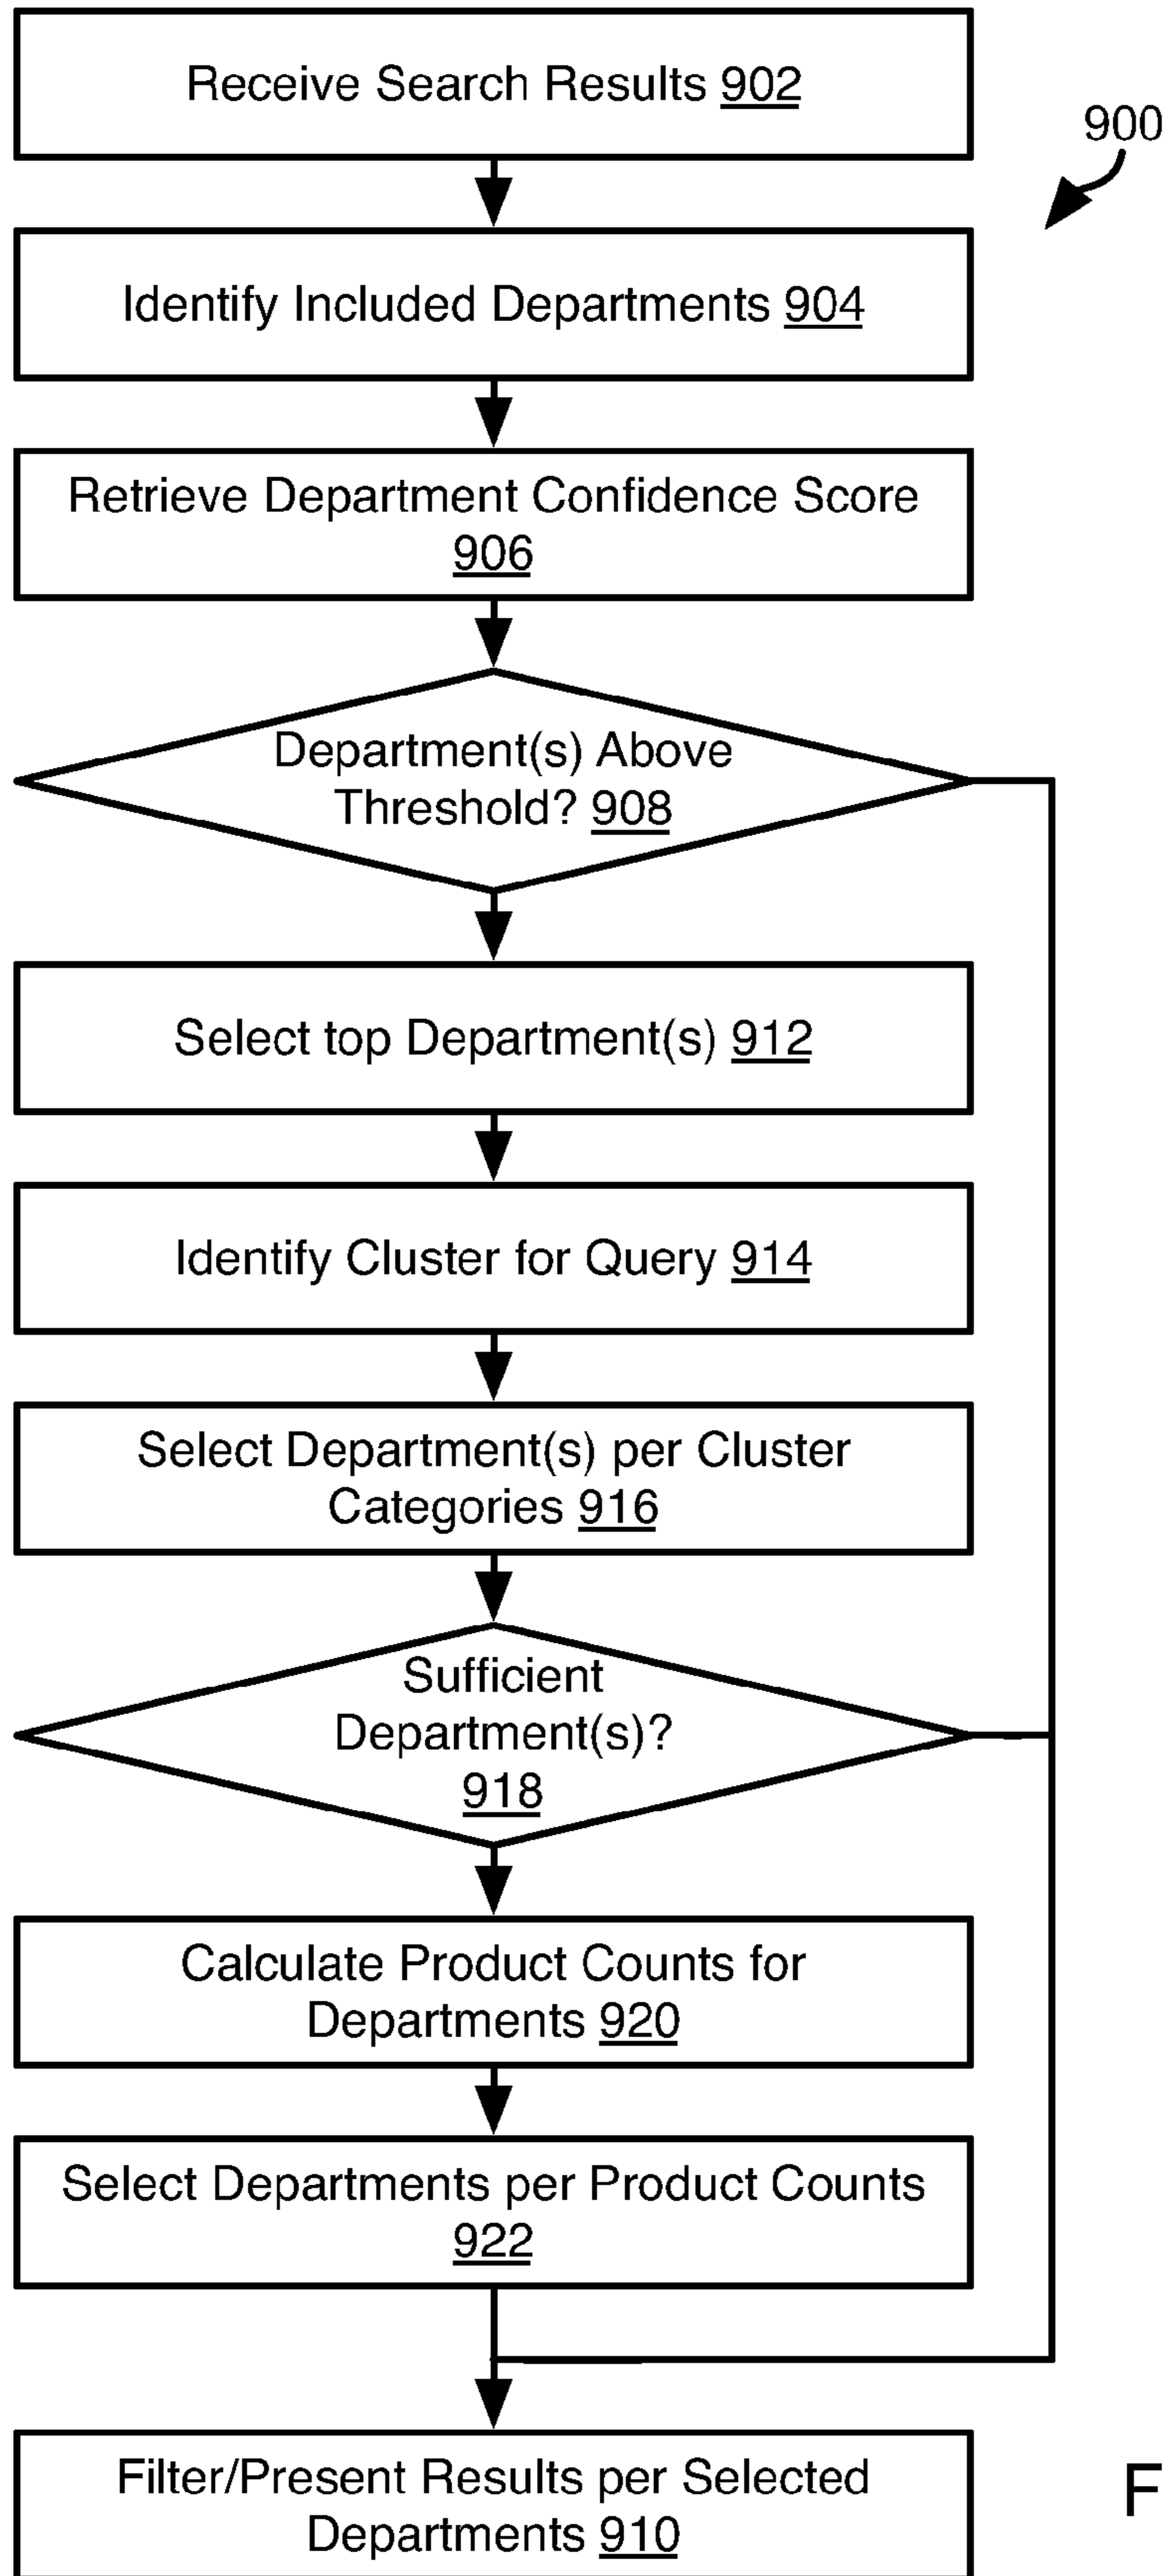 Receive Search Results 902
900
Identify Included Departments 904
Retrieve Department Confidence Score
906
Department(s) Above
Threshold? 908
Select top Department(s) 912
Identify Cluster for Query 914
Select Department(s) per Cluster
Categories 916
Sufficient
Department(s)?
918
Calculate Product Counts for
Departments 920
Select Departments per Product Counts
922
Filter/Present Results per Selected
Departments 910
F